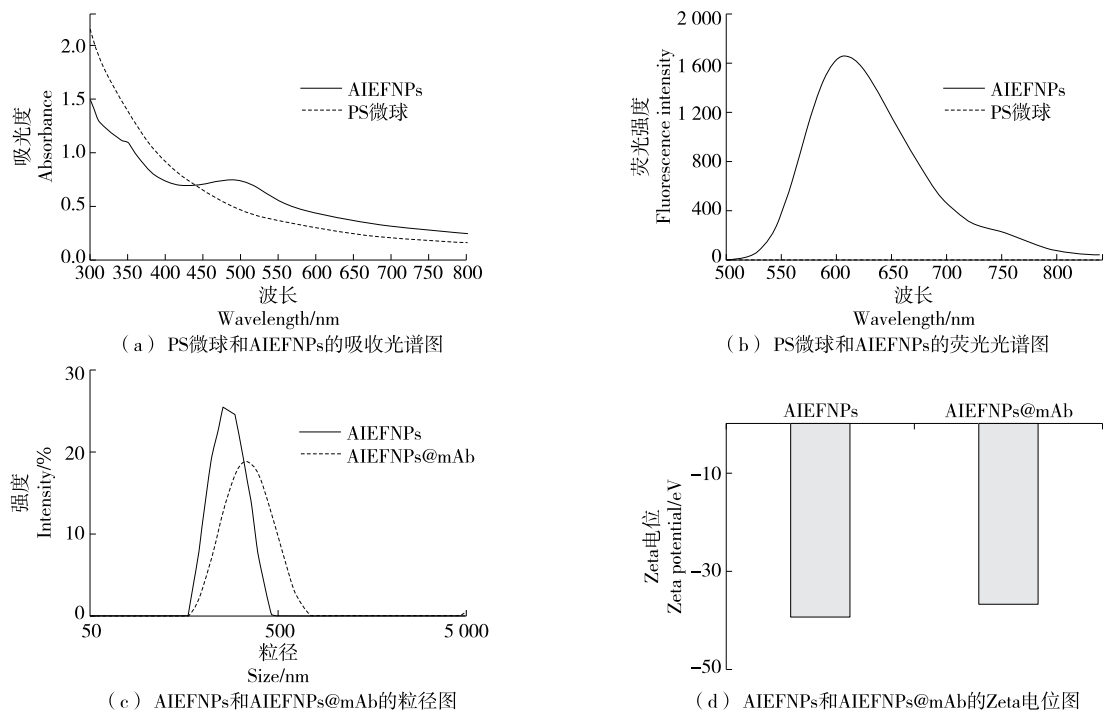 吸光度
Absorbance
2.0
1.5
1.0
0.5
0.0
AIEFNPs
PS微球
300 350 400 450 500 550 600 650 700 750 800
波长
Wavelength/nm
（a）PS微球和AIEFNPs的吸收光谱图
荧光强度
Fluorescence intensity
2 000
1 600
1 200
800
400
0
AIEFNPs
PS微球
500 550 600 650 700 750 800
波长
Wavelength/nm
（b）PS微球和AIEFNPs的荧光光谱图
强度
Intensity/%
30
20
10
0
AIEFNPs
AIEFNPs@mAb
50 500 5 000
粒径
Size/nm
（c）AIEFNPs和AIEFNPs@mAb的粒径图
AIEFNPs AIEFNPs@mAb
Zeta电位
Zeta potential/eV
-10
-30
-50
（d）AIEFNPs和AIEFNPs@mAb的Zeta电位图